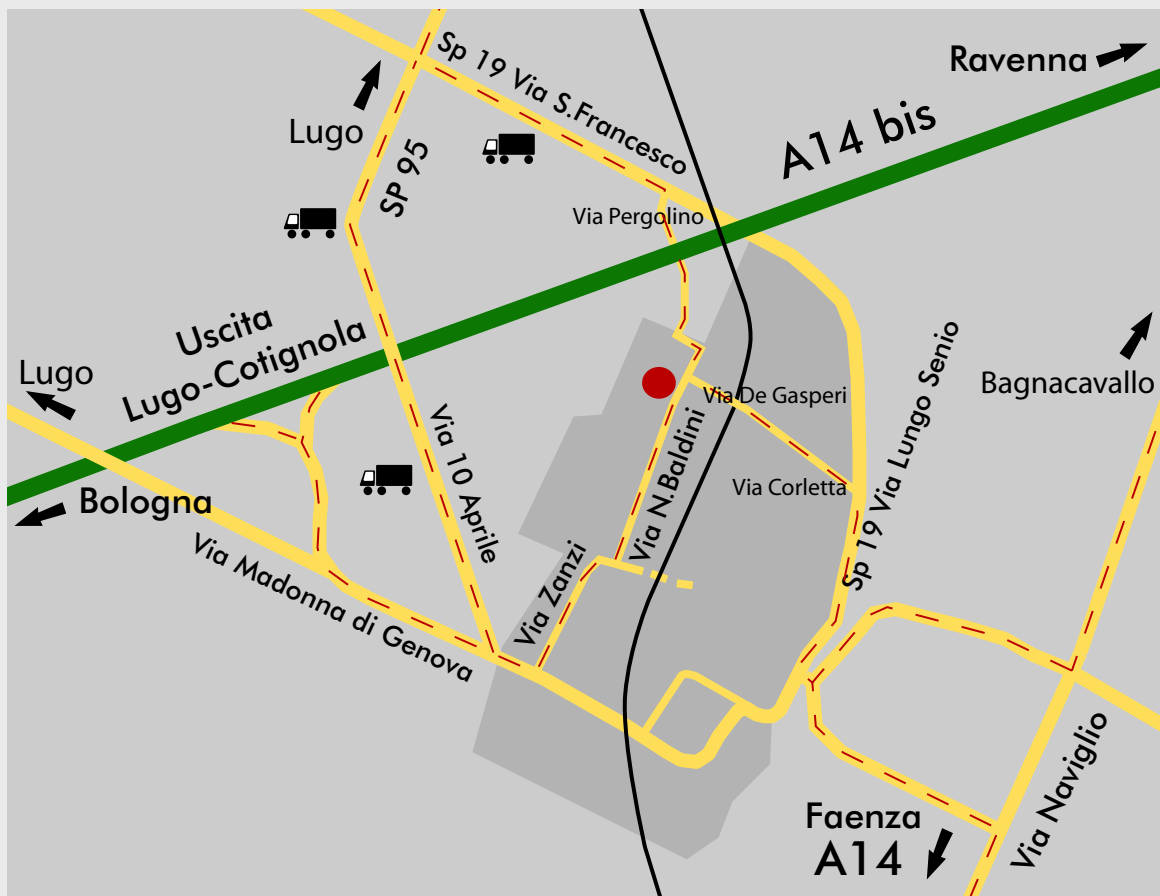 Sp 19 Via S.Francesco
Ravenna
A14 bis
Lugo
SP 95
Via Pergolino
Uscita
Lugo-Cotignola
Lugo
Via De Gasperi
Bagnacavallo
Via 10 Aprile
Via N.Baldini
Via Corletta
Sp 19 Via Lungo Senio
Bologna
Via Madonna di Genova
Via Zanzi
Via Naviglio
Faenza
A14